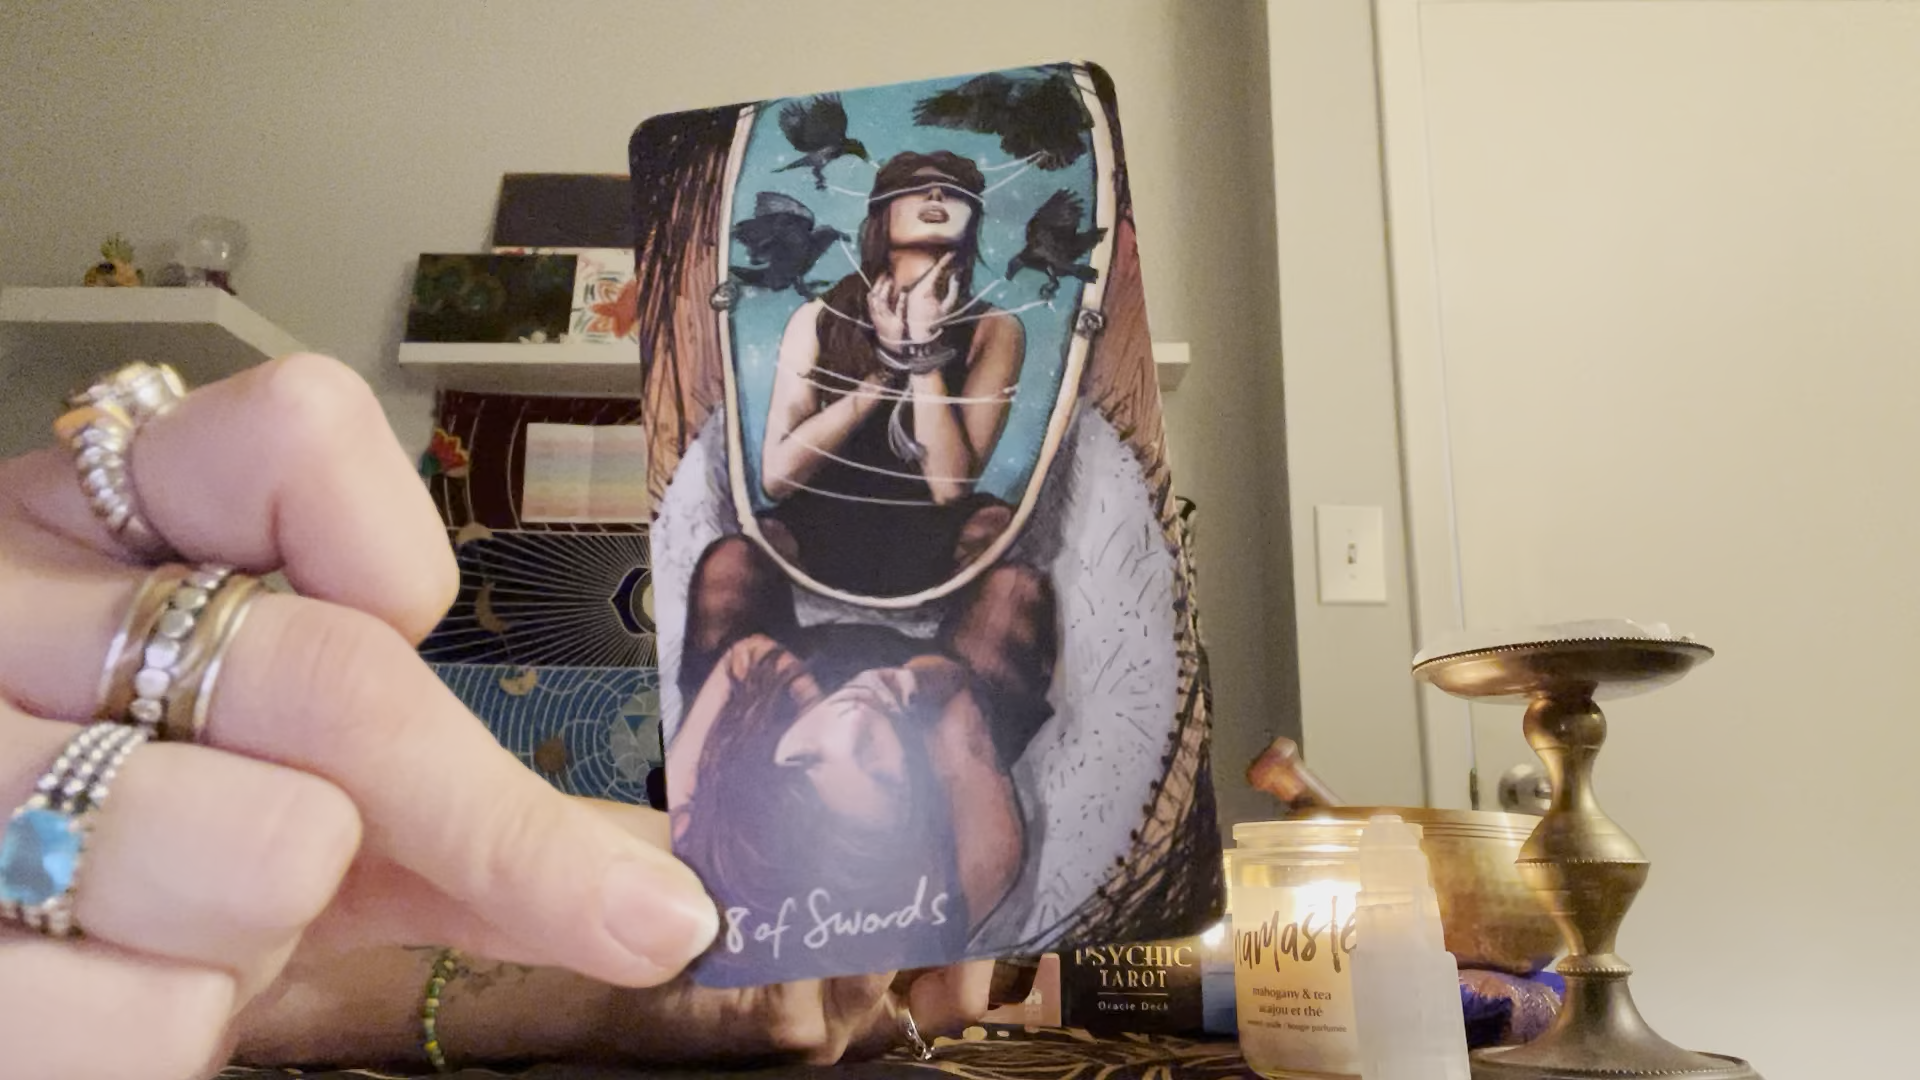 8 of Swords
PSYCHIC
TAROT
Oracle Deck
namaste
mahogany & tea
acajou et thé